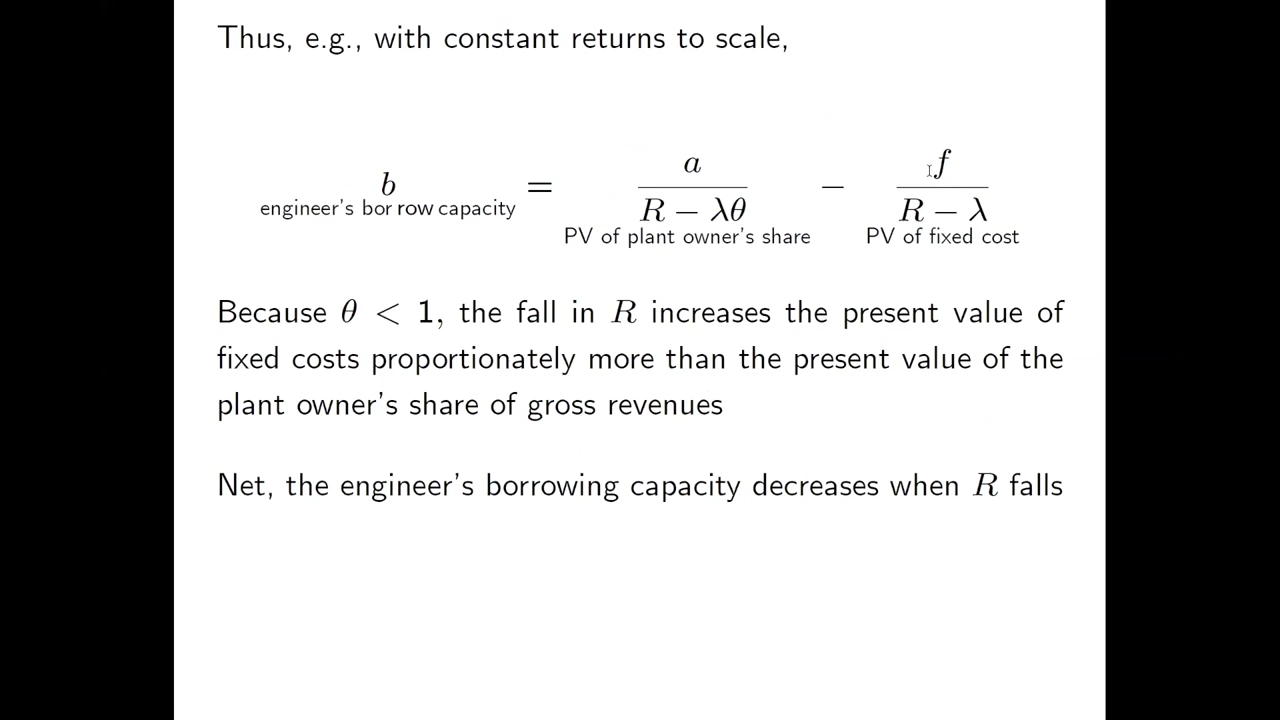 Thus, e.g., with constant returns to scale,
b = a / (R − λθ) − f / (R − λ)
engineer's borrow capacity PV of plant owner's share PV of fixed cost
Because θ < 1, the fall in R increases the present value of
fixed costs proportionately more than the present value of the
plant owner's share of gross revenues
Net, the engineer's borrowing capacity decreases when R falls